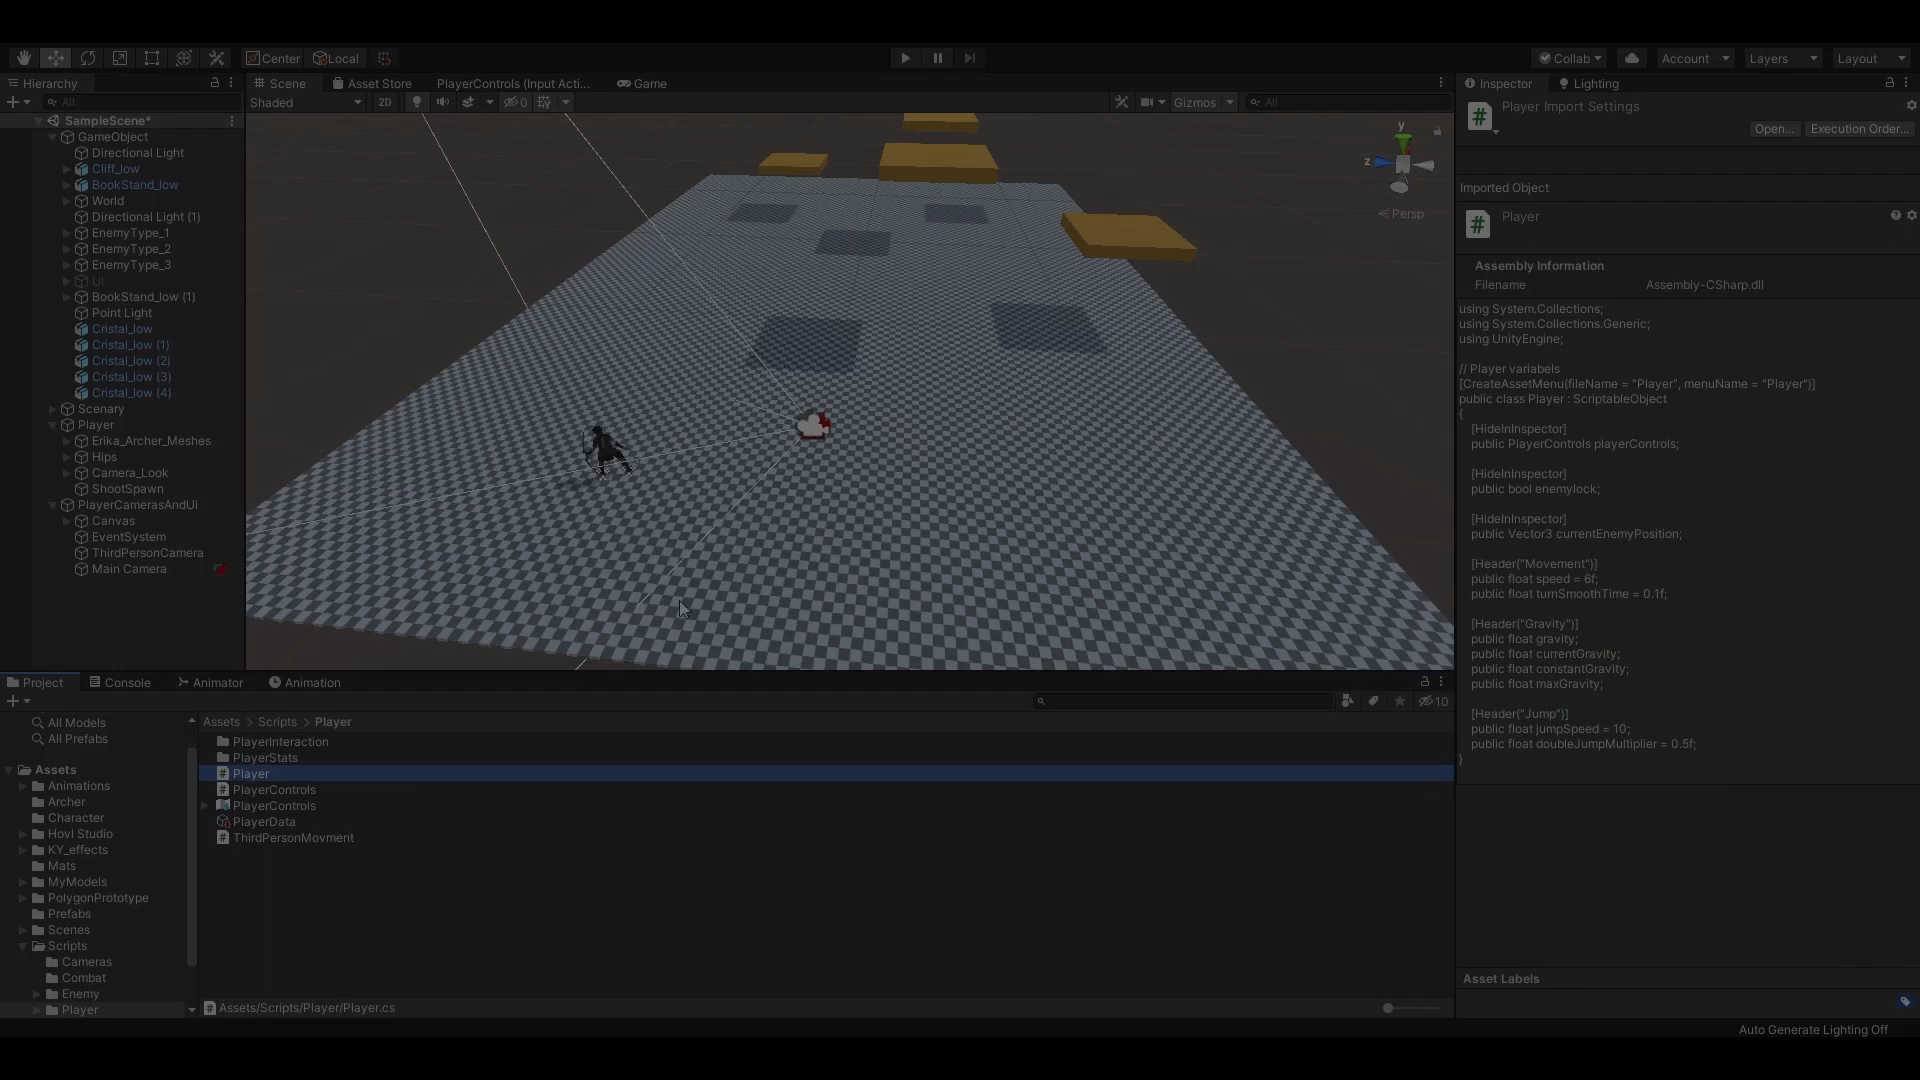 Center
Local
Collab
Account
Layers
Layout
Hierarchy
Scene
Asset Store
PlayerControls (Input Acti...
Game
Inspector
Lighting
All
Shaded
2D
0
Gizmos
All
Player Import Settings
Open...
Execution Order...
SampleScene*
GameObject
Directional Light
Cliff_low
BookStand_low
World
Directional Light (1)
EnemyType_1
EnemyType_2
EnemyType_3
UI
BookStand_low (1)
Point Light
Cristal_low
Cristal_low (1)
Cristal_low (2)
Cristal_low (3)
Cristal_low (4)
Scenary
Player
Erika_Archer_Meshes
Hips
Camera_Look
ShootSpawn
PlayerCamerasAndUi
Canvas
EventSystem
ThirdPersonCamera
Main Camera
y
z
Persp
Imported Object
Player
Assembly Information
Filename Assembly-CSharp.dll
using System.Collections;
using System.Collections.Generic;
using UnityEngine;
// Player variabels
[CreateAssetMenu(fileName = "Player", menuName = "Player")]
public class Player : ScriptableObject
{
[HideInInspector]
public PlayerControls playerControls;
[HideInInspector]
public bool enemylock;
[HideInInspector]
public Vector3 currentEnemyPosition;
[Header("Movement")]
public float speed = 6f;
public float turnSmoothTime = 0.1f;
[Header("Gravity")]
public float gravity;
public float currentGravity;
public float constantGravity;
public float maxGravity;
[Header("Jump")]
public float jumpSpeed = 10;
public float doubleJumpMultiplier = 0.5f;
}
Project
Console
Animator
Animation
10
All Models
All Prefabs
Assets
Animations
Archer
Character
Hovl Studio
KY_effects
Mats
MyModels
PolygonPrototype
Prefabs
Scenes
Scripts
Cameras
Combat
Enemy
Player
Assets > Scripts > Player
PlayerInteraction
PlayerStats
Player
PlayerControls
PlayerControls
PlayerData
ThirdPersonMovment
Assets/Scripts/Player/Player.cs
Asset Labels
Auto Generate Lighting Off